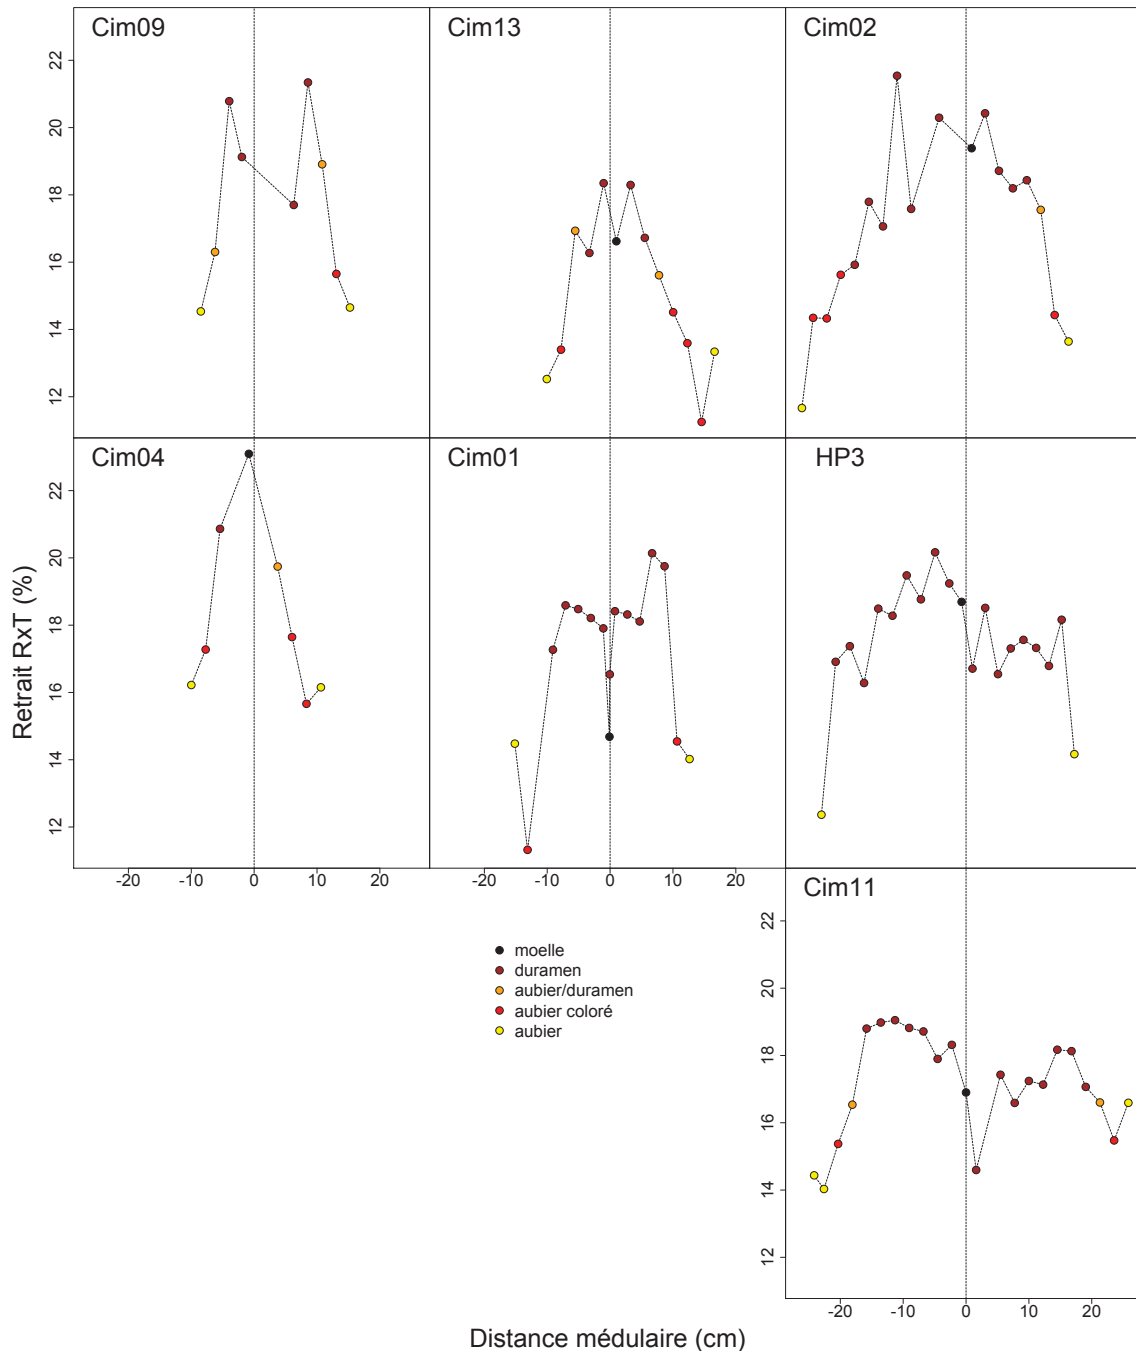 Cim09
Cim13
Cim02
22
20
18
16
14
12
Cim04
Cim01
HP3
22
20
18
16
14
12
Retrait RxT (%)
-20 -10 0 10 20
-20 -10 0 10 20
Cim11
22
20
18
16
14
12
moelle
duramen
aubier/duramen
aubier coloré
aubier
-20 -10 0 10 20
Distance médulaire (cm)